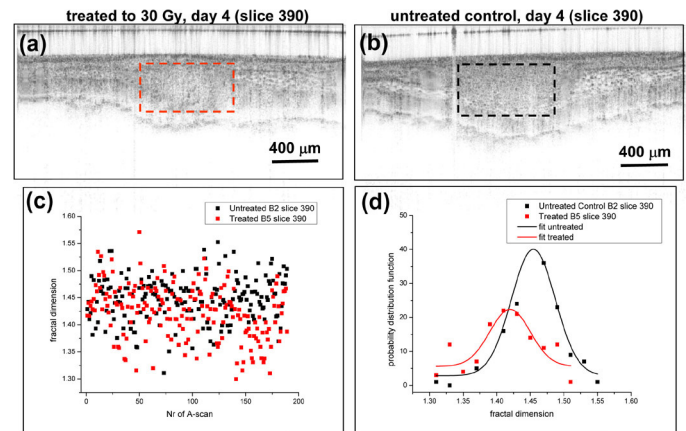 treated to 30 Gy, day 4 (slice 390)
untreated control, day 4 (slice 390)
(a)
400 μm
(b)
400 μm
(c)
Untreated B2 slice 390
Treated B5 slice 390
fractal dimension
1.60
1.55
1.50
1.45
1.40
1.35
1.30
0
50
100
150
200
Nr of A-scan
(d)
Untreated Control B2 slice 390
Treated B5 slice 390
fit untreated
fit treated
probability distribution function
50
40
30
20
10
0
1.30
1.35
1.40
1.45
1.50
1.55
1.60
fractal dimension